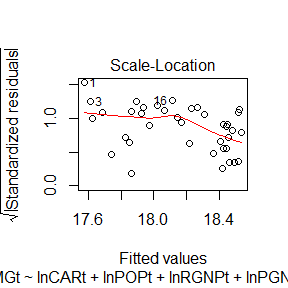 Scale-Location
√|Standardized residuals|
1.0
0.0
1
3
16
17.6 18.0 18.4
Fitted values
MGt ~ lnCARt + lnPOPt + lnRGNPt + lnPGN